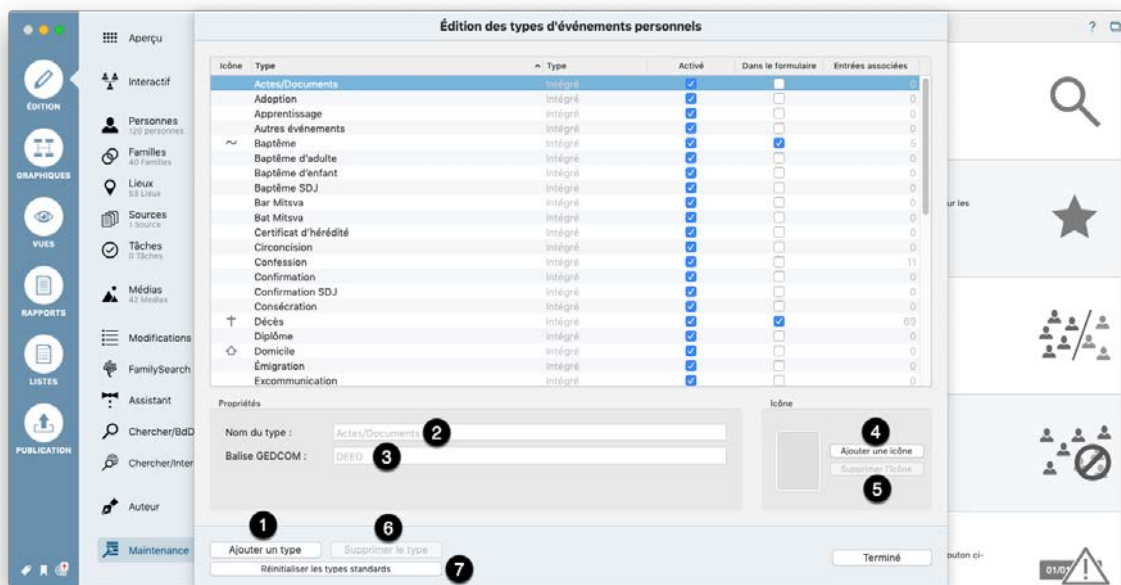 Édition des types d'événements personnels
?
ÉDITION
GRAPHIQUES
VUES
RAPPORTS
LISTES
PUBLICATION
Aperçu
Interactif
Personnes
120 personnes
Familles
40 Familles
Lieux
53 Lieux
Sources
1 Source
Tâches
0 Tâches
Médias
42 Médias
Modifications
FamilySearch
Assistant
Chercher/BdD
Chercher/Inter
Auteur
Maintenance
Icône Type Type Activé Dans le formulaire Entrées associées
Actes/Documents Intégré 0
Adoption Intégré 0
Apprentissage Intégré 0
Autres événements Intégré 0
Baptême Intégré 5
Baptême d'adulte Intégré 0
Baptême d'enfant Intégré 0
Baptême SDJ Intégré 0
Bar Mitsva Intégré 0
Bat Mitsva Intégré 0
Certificat d'hérédité Intégré 0
Circoncision Intégré 0
Confession Intégré 11
Confirmation Intégré 0
Confirmation SDJ Intégré 0
Consécration Intégré 0
Décès Intégré 69
Diplôme Intégré 0
Domicile Intégré 0
Émigration Intégré 0
Excommunication Intégré 0
Propriétés
Nom du type : Actes/Documents 2
Balise GEDCOM : DEED 3
Icône
4
Ajouter une icône
Supprimer l'icône
5
1
Ajouter un type
6
Supprimer le type
Réinitialiser les types standards 7
Terminé
ur les
outon ci-
01/01